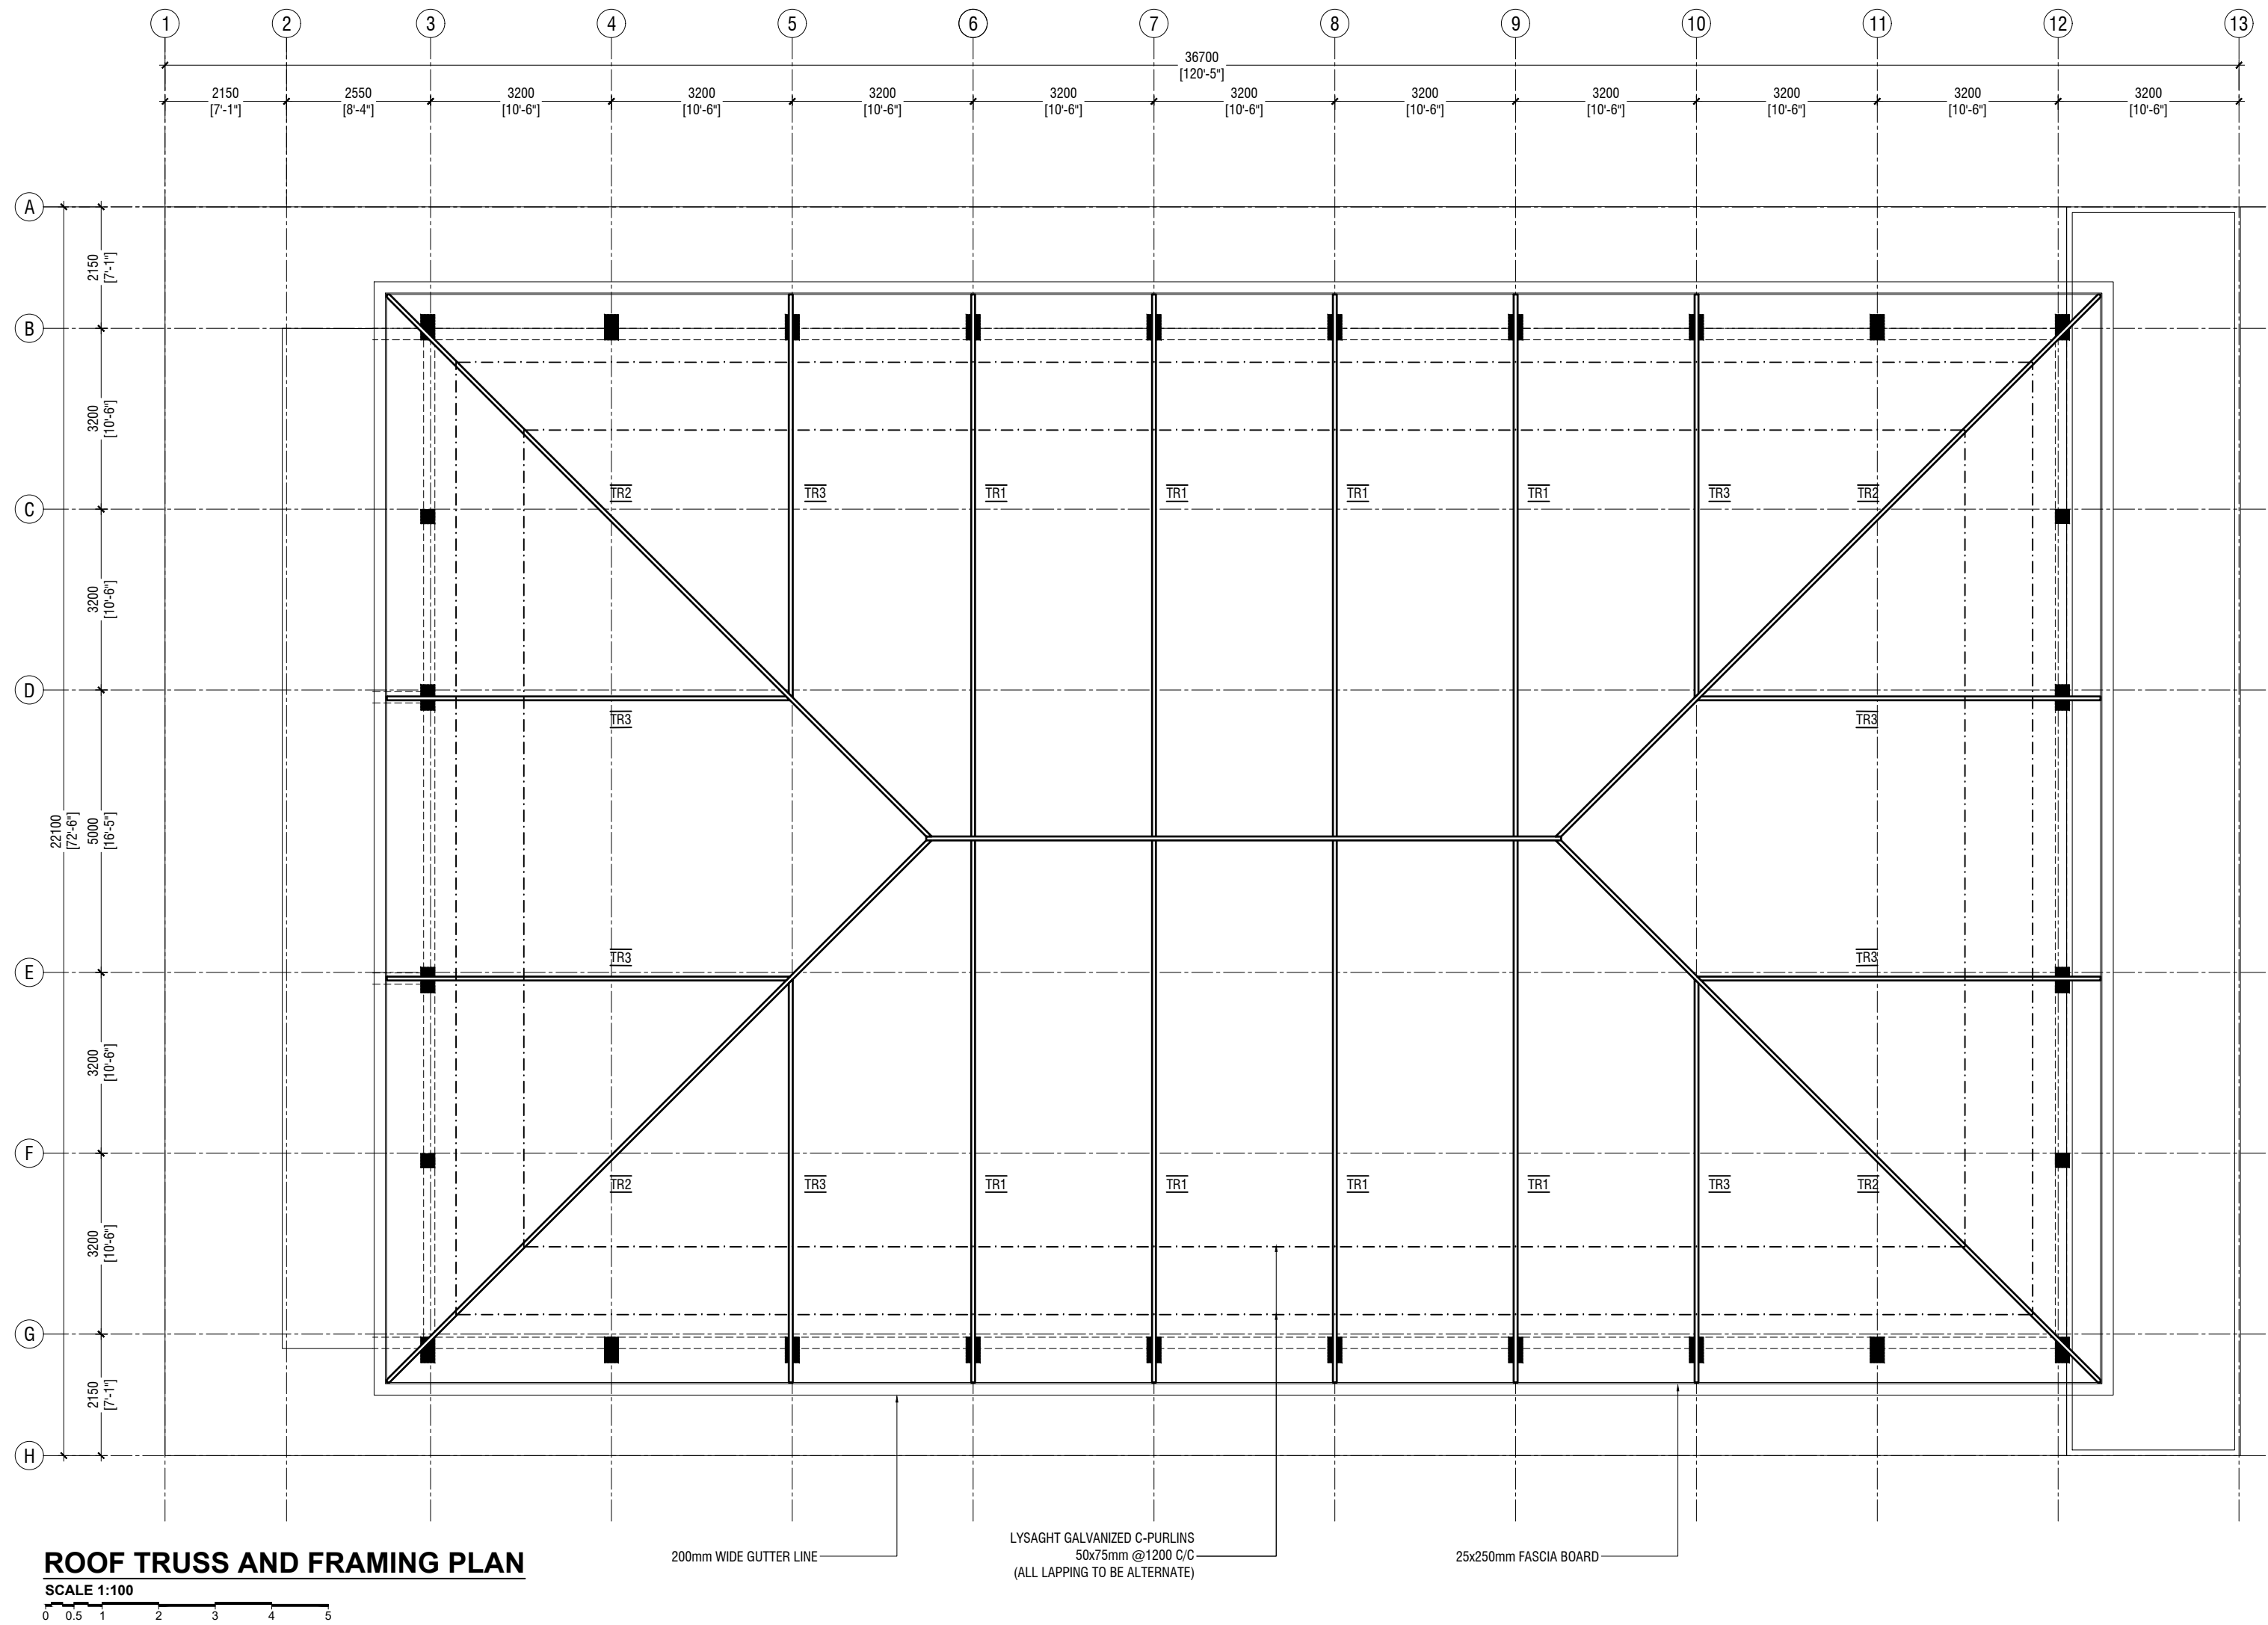 1 2 3 4 5 6 7 8 9 10 11 12 13
36700
[120'-5"]
2150 2550 3200 3200 3200 3200 3200 3200 3200 3200 3200 3200
[7'-1"] [8'-4"] [10'-6"] [10'-6"] [10'-6"] [10'-6"] [10'-6"] [10'-6"] [10'-6"] [10'-6"] [10'-6"] [10'-6"]
A
2150
[7'-1"]
B
3200
[10'-6"]
TR2 TR3 TR1 TR1 TR1 TR1 TR3 TR2
C
3200
[10'-6"]
D
TR3 TR3
22100
[72'-6"]
5000
[16'-5"]
TR3 TR3
E
3200
[10'-6"]
F
TR2 TR3 TR1 TR1 TR1 TR1 TR3 TR2
3200
[10'-6"]
G
2150
[7'-1"]
H
200mm WIDE GUTTER LINE
LYSAGHT GALVANIZED C-PURLINS
50x75mm @1200 C/C
(ALL LAPPING TO BE ALTERNATE)
25x250mm FASCIA BOARD
ROOF TRUSS AND FRAMING PLAN
SCALE 1:100
0 0.5 1 2 3 4 5